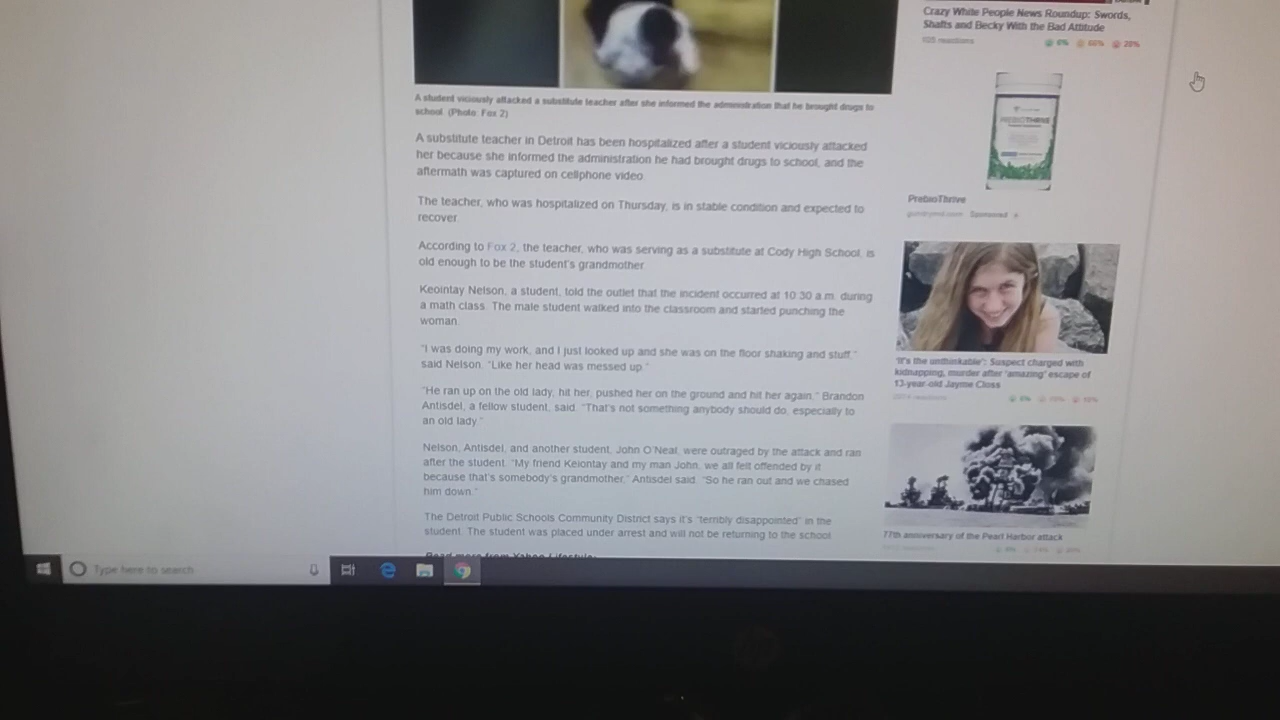 A student viciously attacked a substitute teacher after she informed the administration that he brought drugs to
school. (Photo: Fox 2)
A substitute teacher in Detroit has been hospitalized after a student viciously attacked
her because she informed the administration he had brought drugs to school, and the
aftermath was captured on cellphone video.
The teacher, who was hospitalized on Thursday, is in stable condition and expected to
recover.
According to Fox 2, the teacher, who was serving as a substitute at Cody High School, is
old enough to be the student's grandmother.
Keointay Nelson, a student, told the outlet that the incident occurred at 10:30 a.m. during
a math class. The male student walked into the classroom and started punching the
woman.
"I was doing my work, and I just looked up and she was on the floor shaking and stuff,"
said Nelson. "Like her head was messed up."
"He ran up on the old lady, hit her, pushed her on the ground and hit her again," Brandon
Antisdel, a fellow student, said. "That's not something anybody should do, especially to
an old lady."
Nelson, Antisdel, and another student, John O'Neal, were outraged by the attack and ran
after the student. "My friend Keiontay and my man John, we all felt offended by it
because that's somebody's grandmother," Antisdel said. "So he ran out and we chased
him down."
The Detroit Public Schools Community District says it's "terribly disappointed" in the
student. The student was placed under arrest and will not be returning to the school.
Read more from Yahoo Lifestyle:
Crazy White People News Roundup: Swords,
Shafts and Becky With the Bad Attitude
reactions
PREBIOTHRIVE
PrebioThrive
Sponsored
'It's the unthinkable': Suspect charged with
kidnapping, murder after 'amazing' escape of
13-year-old Jayme Closs
reactions
77th anniversary of the Pearl Harbor attack
Type here to search